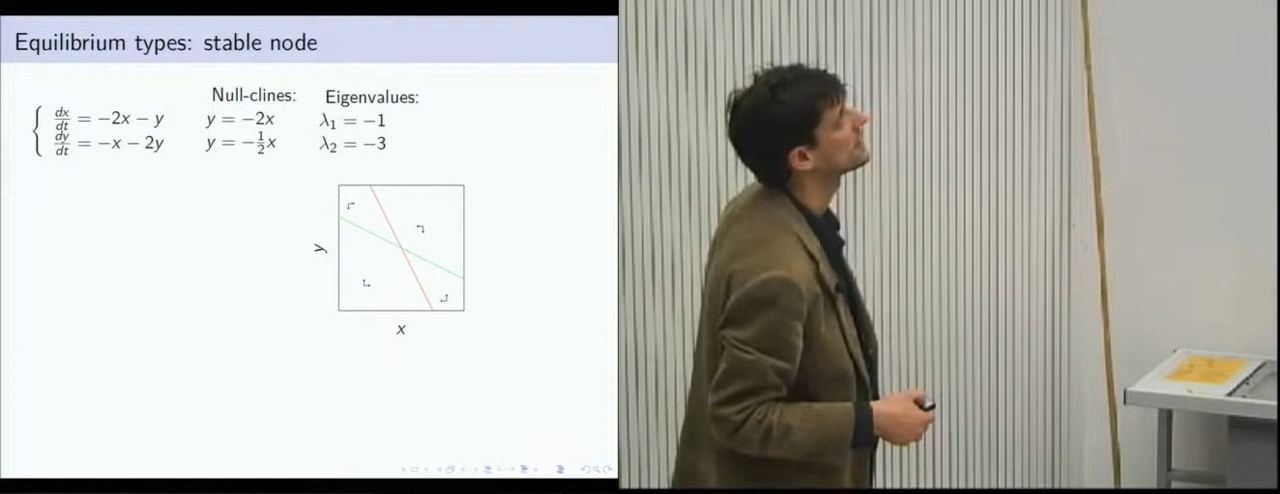 Equilibrium types: stable node
Null-clines: Eigenvalues:
dx/dt = −2x − y y = −2x λ₁ = −1
dy/dt = −x − 2y y = −½x λ₂ = −3
y
x